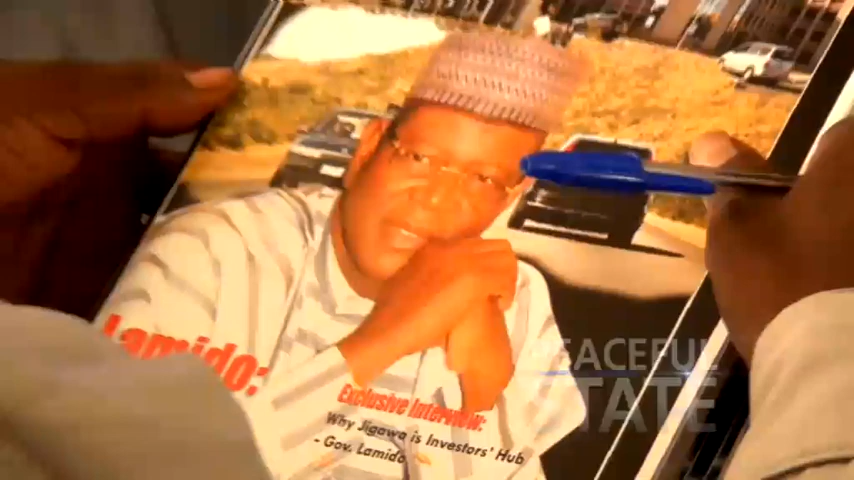 Lamido:
Exclusive Interview:
Why Jigawa is Investors' Hub
- Gov. Lamido
PEACEFUL
STATE